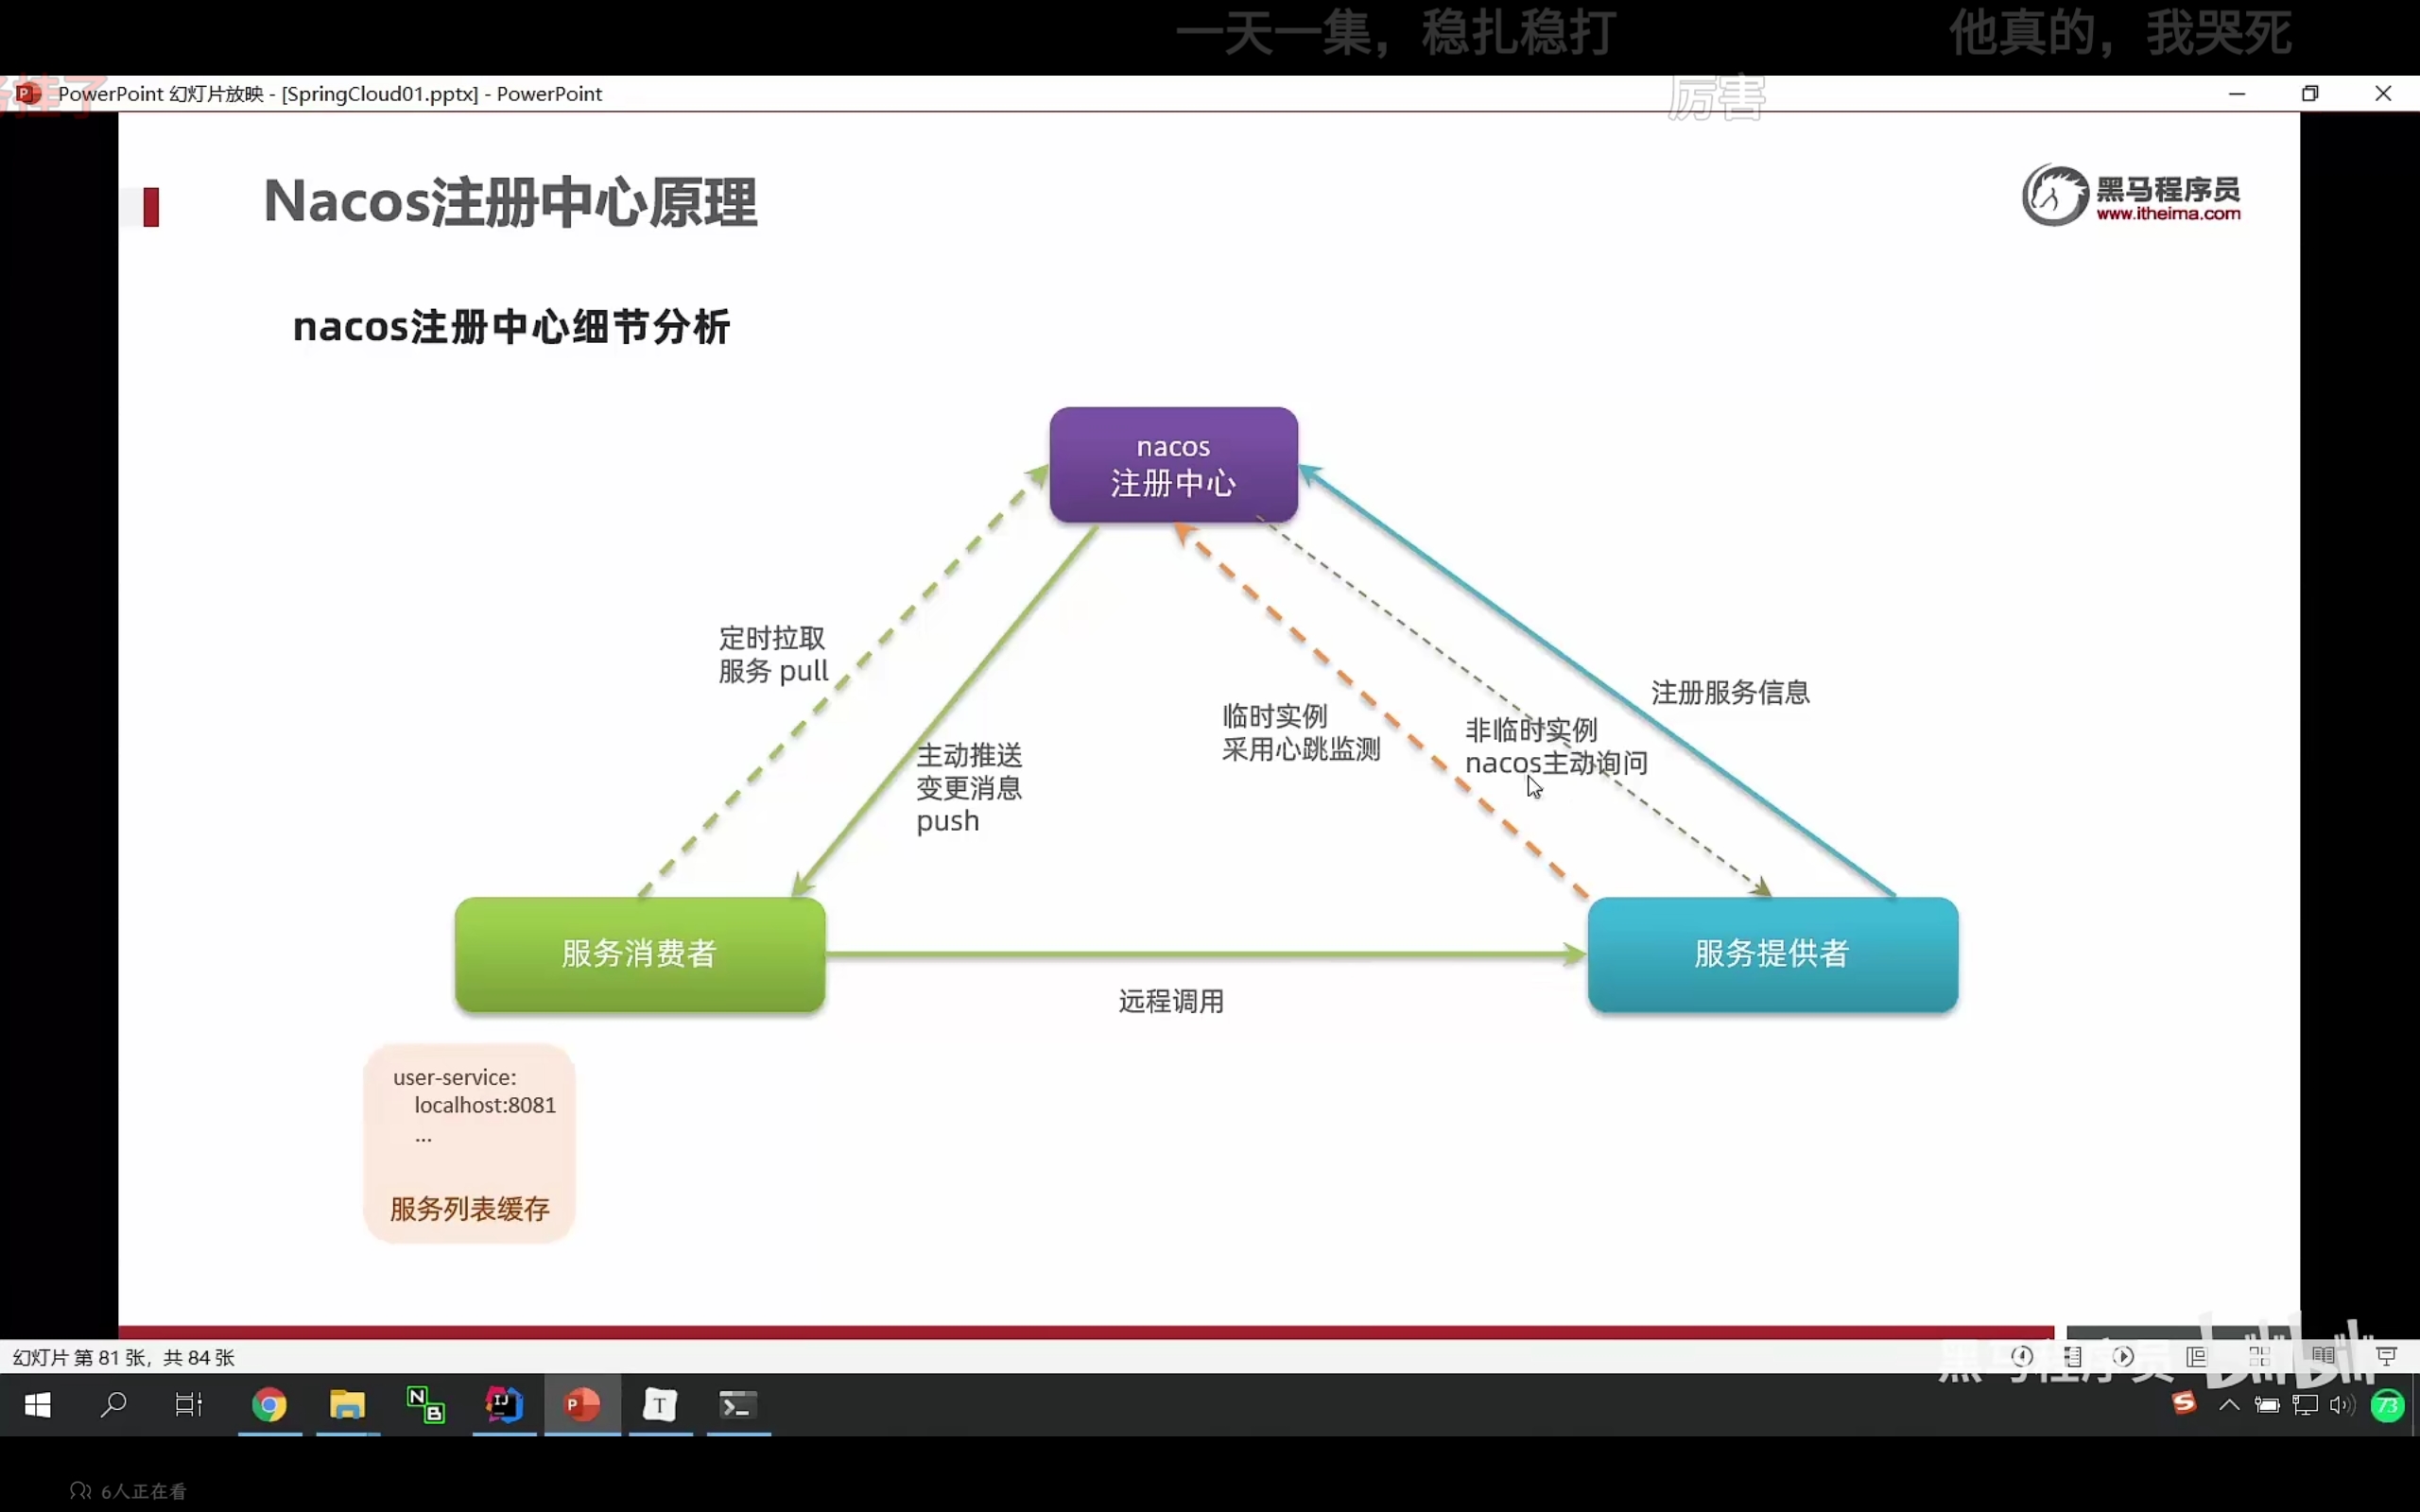 一天一集，稳扎稳打
他真的，我哭死
PowerPoint 幻灯片放映 - [SpringCloud01.pptx] - PowerPoint
厉害
Nacos注册中心原理
黑马程序员
www.itheima.com
nacos注册中心细节分析
nacos
注册中心
定时拉取
服务 pull
主动推送
变更消息
push
临时实例
采用心跳监测
非临时实例
nacos主动询问
注册服务信息
服务消费者
服务提供者
远程调用
user-service:
localhost:8081
...
服务列表缓存
幻灯片 第 81 张，共 84 张
黑马程序员
bilibili
73
6人正在看